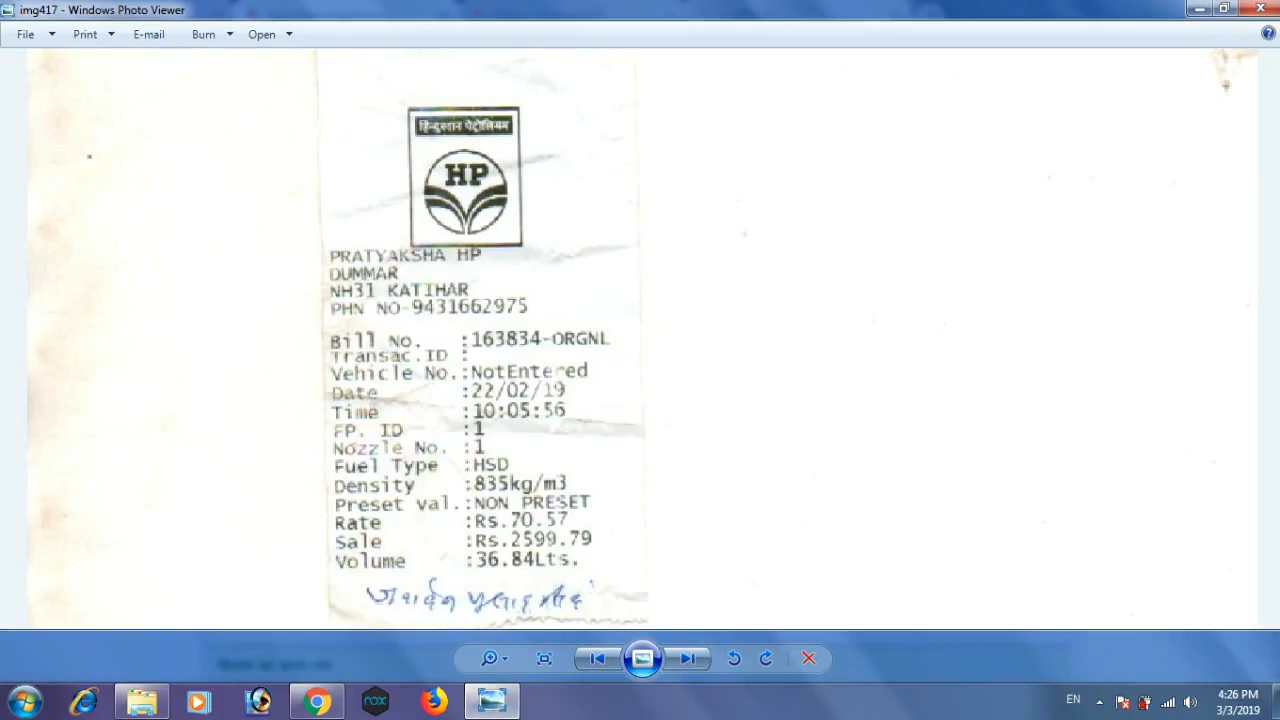 img417 - Windows Photo Viewer
File Print E-mail Burn Open
हिन्दुस्तान पेट्रोलियम
HP
PRATYAKSHA HP
DUMMAR
NH31 KATIHAR
PHN NO-9431662975
Bill No. :163834-ORGNL
Transac.ID :
Vehicle No.:NotEntered
Date :22/02/19
Time :10:05:56
FP. ID :1
Nozzle No. :1
Fuel Type :HSD
Density :835kg/m3
Preset val.:NON PRESET
Rate :Rs.70.57
Sale :Rs.2599.79
Volume :36.84Lts.
nox
EN
4:26 PM
3/3/2019